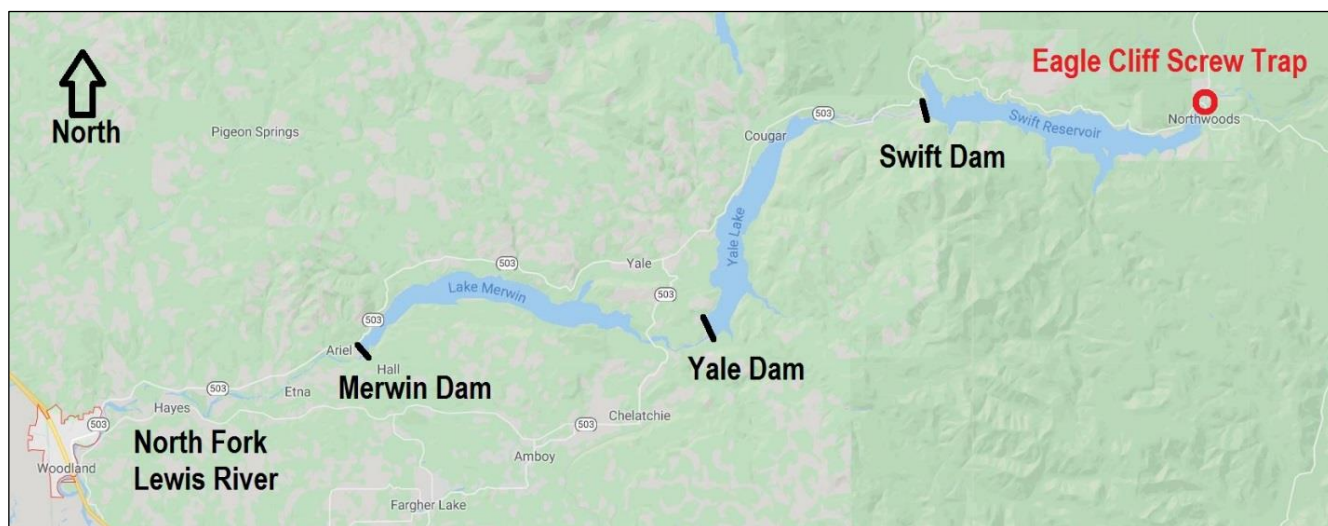 Eagle Cliff Screw Trap
North
Pigeon Springs
503
Cougar
Swift Reservoir
Northwoods
Swift Dam
Yale Lake
503
Yale
Lake Merwin
503
503
Ariel
Hall
Merwin Dam
Yale Dam
503
Etna
Hayes
503
Chelatchie
503
North Fork
Lewis River
Amboy
Woodland
Fargher Lake